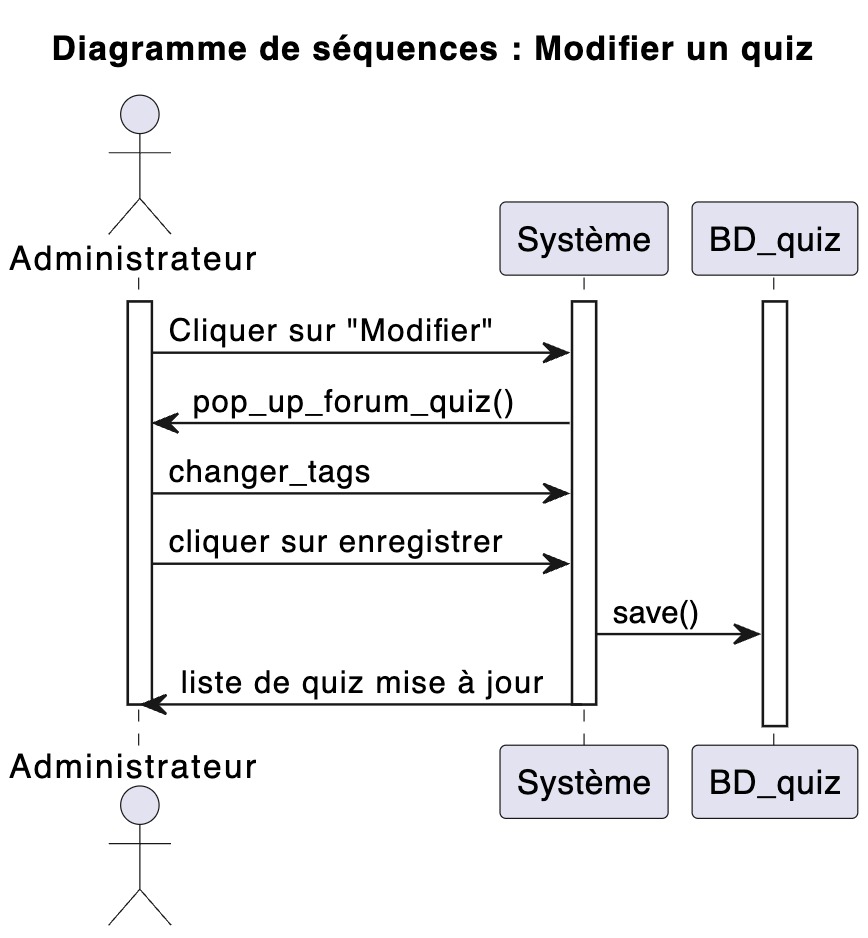 Diagramme de séquences : Modifier un quiz
Administrateur
Système
BD_quiz
Cliquer sur "Modifier"
pop_up_forum_quiz()
changer_tags
cliquer sur enregistrer
save()
liste de quiz mise à jour
Administrateur
Système
BD_quiz